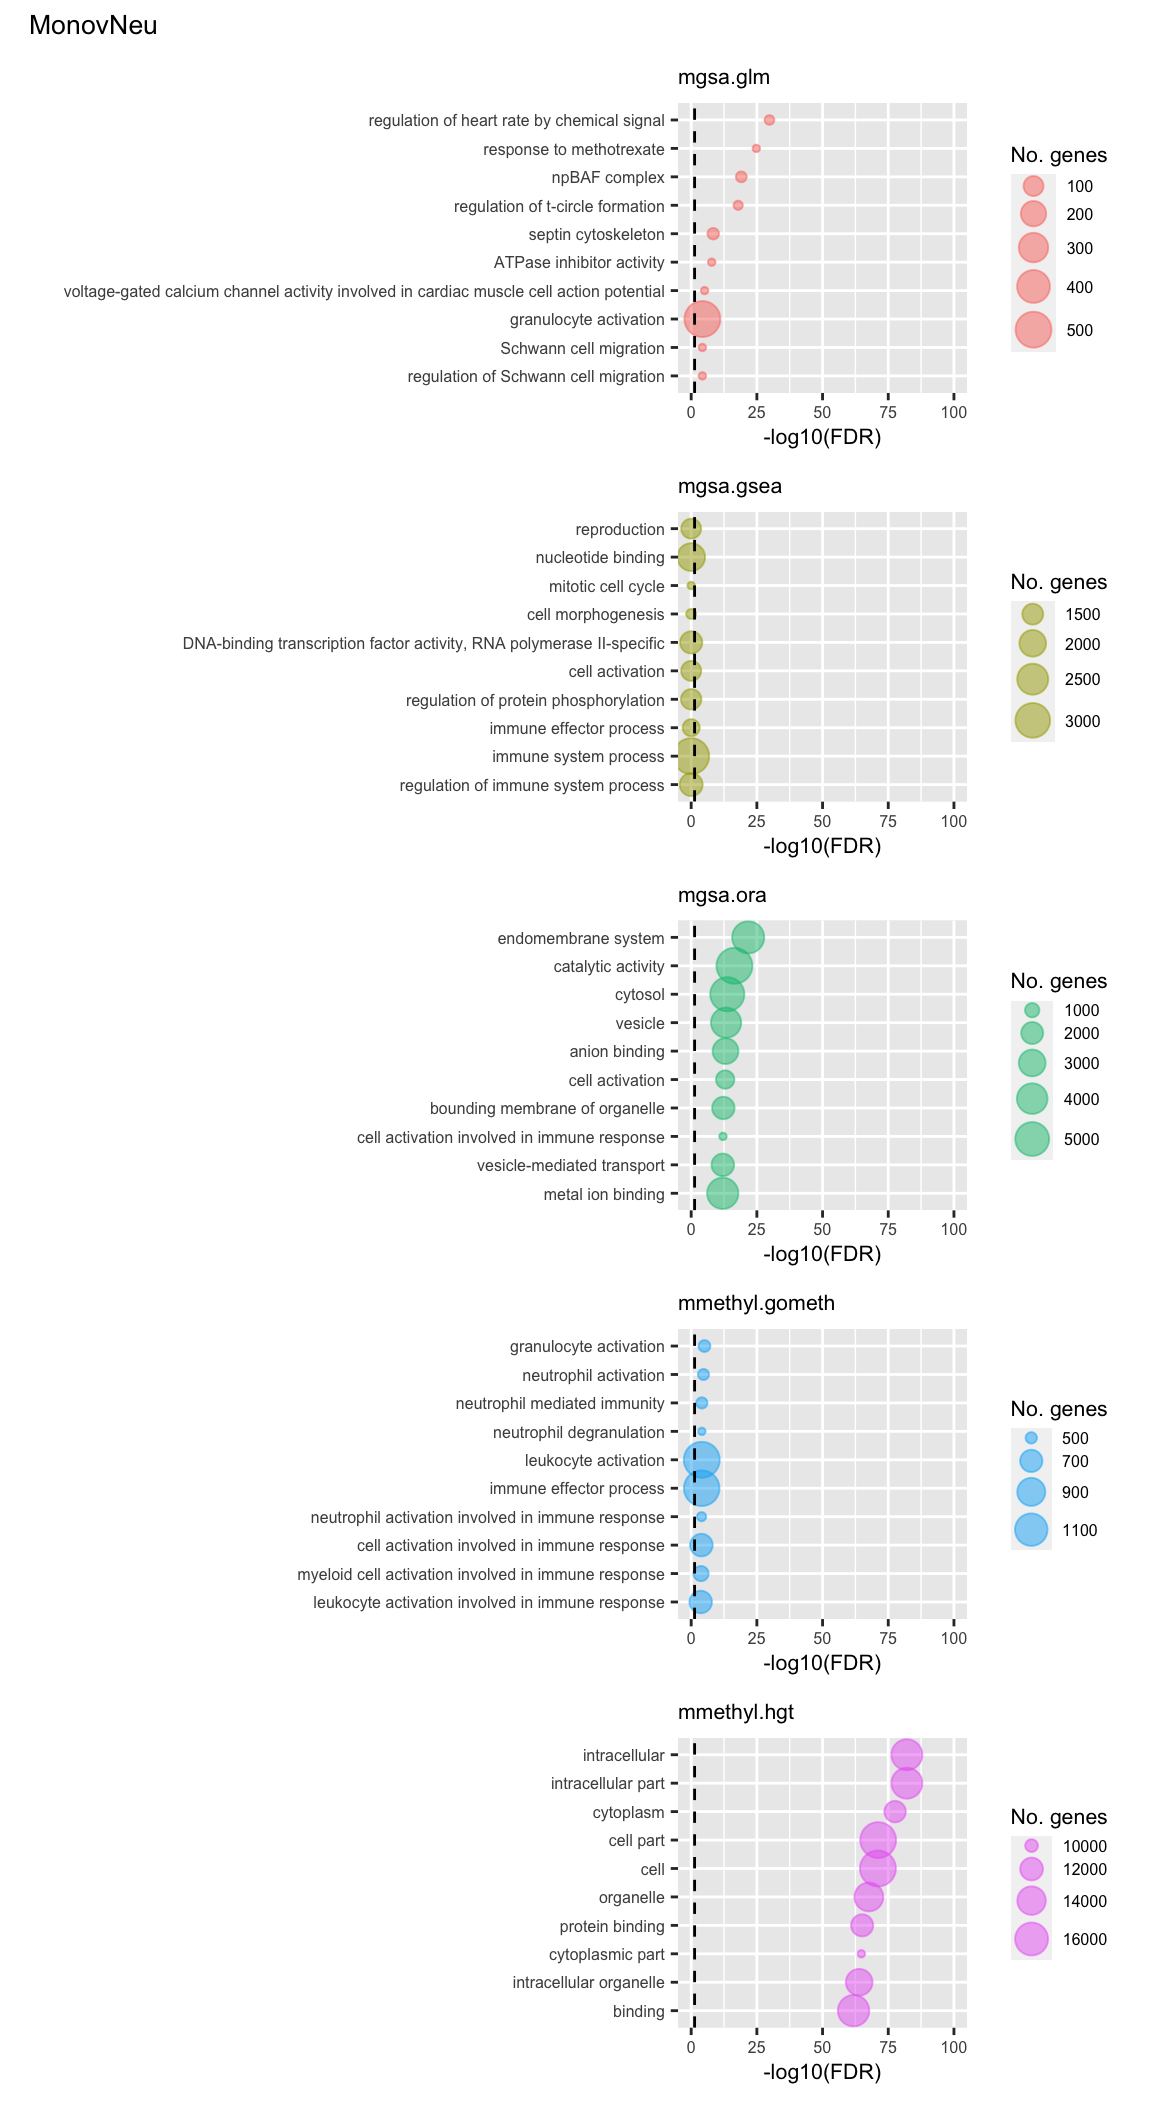 MonovNeu
mgsa.glm
regulation of heart rate by chemical signal
response to methotrexate
npBAF complex
regulation of t-circle formation
septin cytoskeleton
ATPase inhibitor activity
voltage-gated calcium channel activity involved in cardiac muscle cell action potential
granulocyte activation
Schwann cell migration
regulation of Schwann cell migration
0 25 50 75 100
-log10(FDR)
No. genes
100
200
300
400
500
mgsa.gsea
reproduction
nucleotide binding
mitotic cell cycle
cell morphogenesis
DNA-binding transcription factor activity, RNA polymerase II-specific
cell activation
regulation of protein phosphorylation
immune effector process
immune system process
regulation of immune system process
0 25 50 75 100
-log10(FDR)
No. genes
1500
2000
2500
3000
mgsa.ora
endomembrane system
catalytic activity
cytosol
vesicle
anion binding
cell activation
bounding membrane of organelle
cell activation involved in immune response
vesicle-mediated transport
metal ion binding
0 25 50 75 100
-log10(FDR)
No. genes
1000
2000
3000
4000
5000
mmethyl.gometh
granulocyte activation
neutrophil activation
neutrophil mediated immunity
neutrophil degranulation
leukocyte activation
immune effector process
neutrophil activation involved in immune response
cell activation involved in immune response
myeloid cell activation involved in immune response
leukocyte activation involved in immune response
0 25 50 75 100
-log10(FDR)
No. genes
500
700
900
1100
mmethyl.hgt
intracellular
intracellular part
cytoplasm
cell part
cell
organelle
protein binding
cytoplasmic part
intracellular organelle
binding
0 25 50 75 100
-log10(FDR)
No. genes
10000
12000
14000
16000